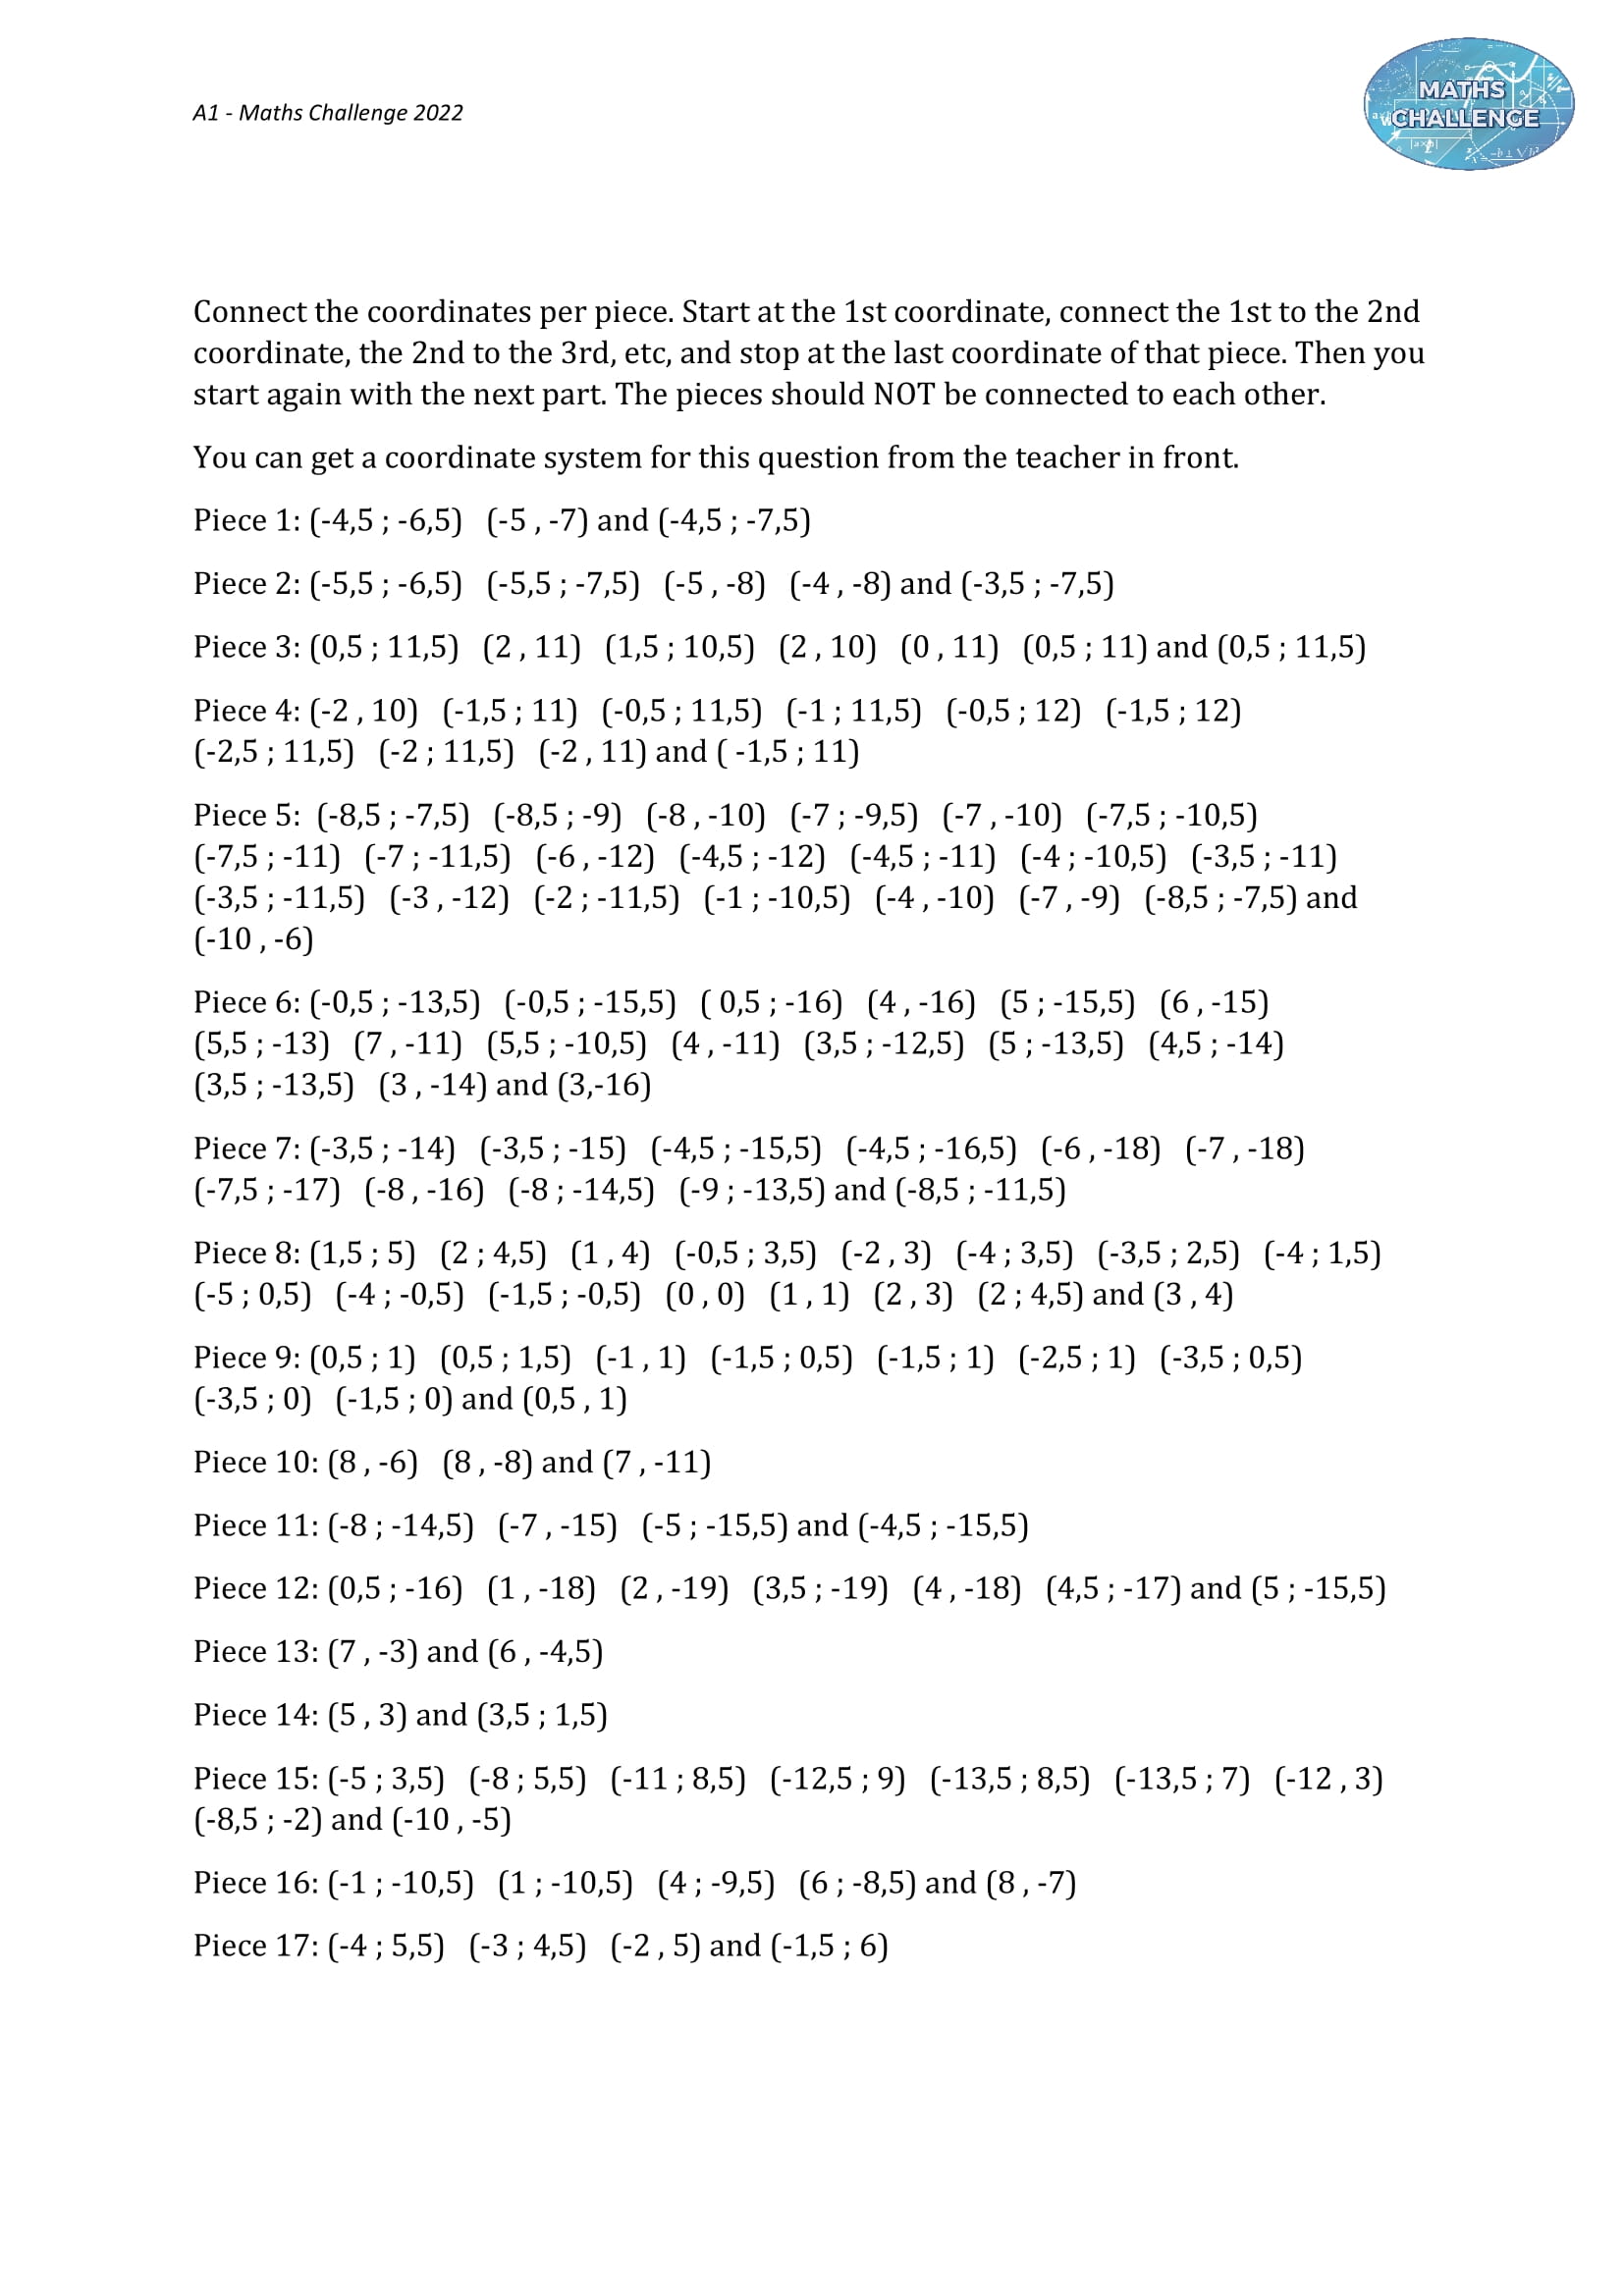 A1 - Maths Challenge 2022
MATHS
CHALLENGE
Connect the coordinates per piece. Start at the 1st coordinate, connect the 1st to the 2nd
coordinate, the 2nd to the 3rd, etc, and stop at the last coordinate of that piece. Then you
start again with the next part. The pieces should NOT be connected to each other.
You can get a coordinate system for this question from the teacher in front.
Piece 1: (-4,5 ; -6,5) (-5 , -7) and (-4,5 ; -7,5)
Piece 2: (-5,5 ; -6,5) (-5,5 ; -7,5) (-5 , -8) (-4 , -8) and (-3,5 ; -7,5)
Piece 3: (0,5 ; 11,5) (2 , 11) (1,5 ; 10,5) (2 , 10) (0 , 11) (0,5 ; 11) and (0,5 ; 11,5)
Piece 4: (-2 , 10) (-1,5 ; 11) (-0,5 ; 11,5) (-1 ; 11,5) (-0,5 ; 12) (-1,5 ; 12)
(-2,5 ; 11,5) (-2 ; 11,5) (-2 , 11) and ( -1,5 ; 11)
Piece 5: (-8,5 ; -7,5) (-8,5 ; -9) (-8 , -10) (-7 ; -9,5) (-7 , -10) (-7,5 ; -10,5)
(-7,5 ; -11) (-7 ; -11,5) (-6 , -12) (-4,5 ; -12) (-4,5 ; -11) (-4 ; -10,5) (-3,5 ; -11)
(-3,5 ; -11,5) (-3 , -12) (-2 ; -11,5) (-1 ; -10,5) (-4 , -10) (-7 , -9) (-8,5 ; -7,5) and
(-10 , -6)
Piece 6: (-0,5 ; -13,5) (-0,5 ; -15,5) ( 0,5 ; -16) (4 , -16) (5 ; -15,5) (6 , -15)
(5,5 ; -13) (7 , -11) (5,5 ; -10,5) (4 , -11) (3,5 ; -12,5) (5 ; -13,5) (4,5 ; -14)
(3,5 ; -13,5) (3 , -14) and (3,-16)
Piece 7: (-3,5 ; -14) (-3,5 ; -15) (-4,5 ; -15,5) (-4,5 ; -16,5) (-6 , -18) (-7 , -18)
(-7,5 ; -17) (-8 , -16) (-8 ; -14,5) (-9 ; -13,5) and (-8,5 ; -11,5)
Piece 8: (1,5 ; 5) (2 ; 4,5) (1 , 4) (-0,5 ; 3,5) (-2 , 3) (-4 ; 3,5) (-3,5 ; 2,5) (-4 ; 1,5)
(-5 ; 0,5) (-4 ; -0,5) (-1,5 ; -0,5) (0 , 0) (1 , 1) (2 , 3) (2 ; 4,5) and (3 , 4)
Piece 9: (0,5 ; 1) (0,5 ; 1,5) (-1 , 1) (-1,5 ; 0,5) (-1,5 ; 1) (-2,5 ; 1) (-3,5 ; 0,5)
(-3,5 ; 0) (-1,5 ; 0) and (0,5 , 1)
Piece 10: (8 , -6) (8 , -8) and (7 , -11)
Piece 11: (-8 ; -14,5) (-7 , -15) (-5 ; -15,5) and (-4,5 ; -15,5)
Piece 12: (0,5 ; -16) (1 , -18) (2 , -19) (3,5 ; -19) (4 , -18) (4,5 ; -17) and (5 ; -15,5)
Piece 13: (7 , -3) and (6 , -4,5)
Piece 14: (5 , 3) and (3,5 ; 1,5)
Piece 15: (-5 ; 3,5) (-8 ; 5,5) (-11 ; 8,5) (-12,5 ; 9) (-13,5 ; 8,5) (-13,5 ; 7) (-12 , 3)
(-8,5 ; -2) and (-10 , -5)
Piece 16: (-1 ; -10,5) (1 ; -10,5) (4 ; -9,5) (6 ; -8,5) and (8 , -7)
Piece 17: (-4 ; 5,5) (-3 ; 4,5) (-2 , 5) and (-1,5 ; 6)